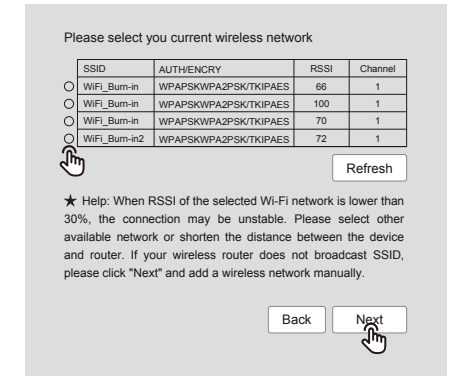 Please select you current wireless network
SSID AUTH/ENCRY RSSI Channel
WiFi_Burn-in WPAPSKWPA2PSK/TKIPAES 66 1
WiFi_Burn-in WPAPSKWPA2PSK/TKIPAES 100 1
WiFi_Burn-in WPAPSKWPA2PSK/TKIPAES 70 1
WiFi_Burn-in2 WPAPSKWPA2PSK/TKIPAES 72 1
Refresh
★ Help: When RSSI of the selected Wi-Fi network is lower than
30%, the connection may be unstable. Please select other
available network or shorten the distance between the device
and router. If your wireless router does not broadcast SSID,
please click "Next" and add a wireless network manually.
Back Next